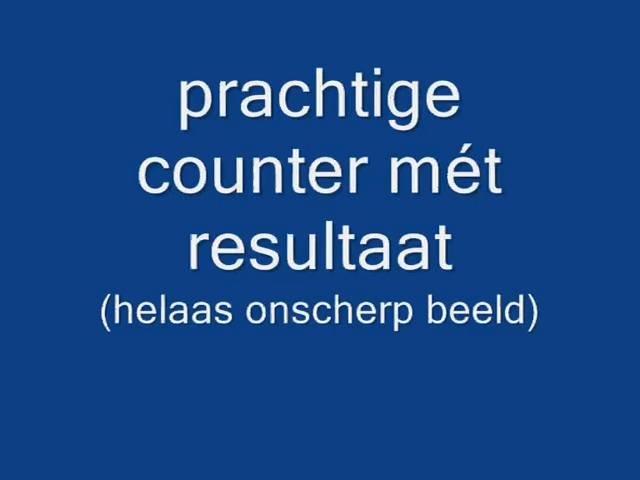 prachtige
counter mét
resultaat
(helaas onscherp beeld)